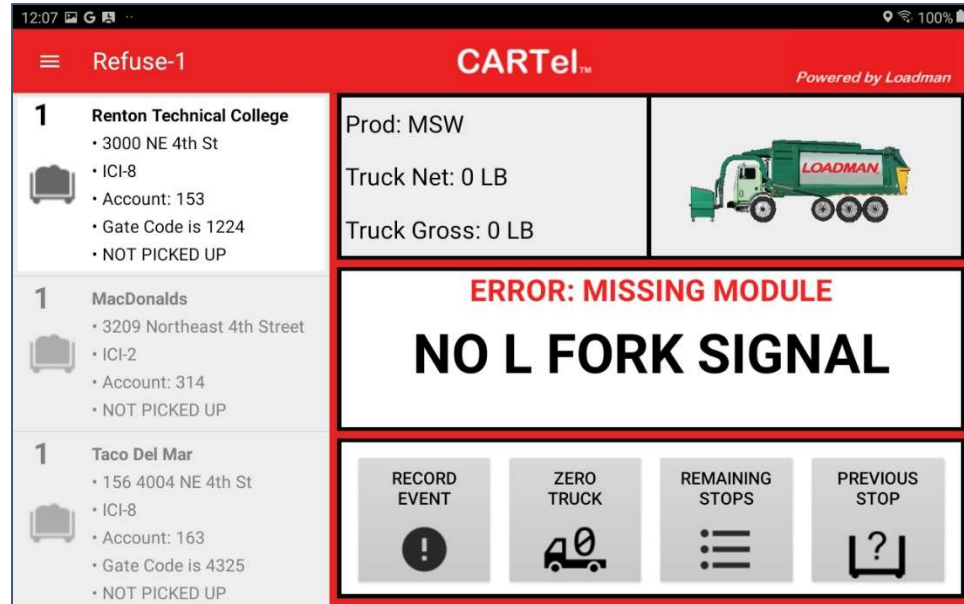 12:07 G
100%
Refuse-1
CARTel™
Powered by Loadman
1
Renton Technical College
• 3000 NE 4th St
• ICI-8
• Account: 153
• Gate Code is 1224
• NOT PICKED UP
1
MacDonalds
• 3209 Northeast 4th Street
• ICI-2
• Account: 314
• NOT PICKED UP
1
Taco Del Mar
• 156 4004 NE 4th St
• ICI-8
• Account: 163
• Gate Code is 4325
• NOT PICKED UP
Prod: MSW
Truck Net: 0 LB
Truck Gross: 0 LB
LOADMAN
ERROR: MISSING MODULE
NO L FORK SIGNAL
RECORD
EVENT
!
ZERO
TRUCK
0
REMAINING
STOPS
PREVIOUS
STOP
?